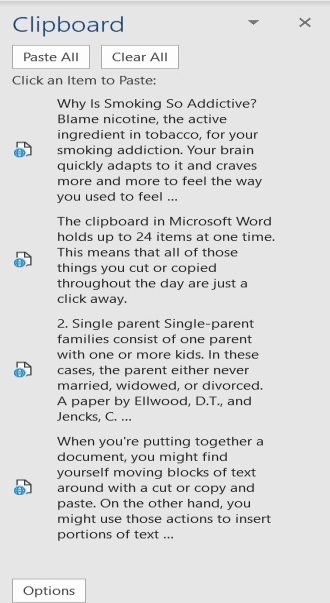 Clipboard
Paste All
Clear All
Click an Item to Paste:
Why Is Smoking So Addictive?
Blame nicotine, the active
ingredient in tobacco, for your
smoking addiction. Your brain
quickly adapts to it and craves
more and more to feel the way
you used to feel ...
The clipboard in Microsoft Word
holds up to 24 items at one time.
This means that all of those
things you cut or copied
throughout the day are just a
click away.
2. Single parent Single-parent
families consist of one parent
with one or more kids. In these
cases, the parent either never
married, widowed, or divorced.
A paper by Ellwood, D.T., and
Jencks, C. ...
When you're putting together a
document, you might find
yourself moving blocks of text
around with a cut or copy and
paste. On the other hand, you
might use those actions to insert
portions of text ...
Options